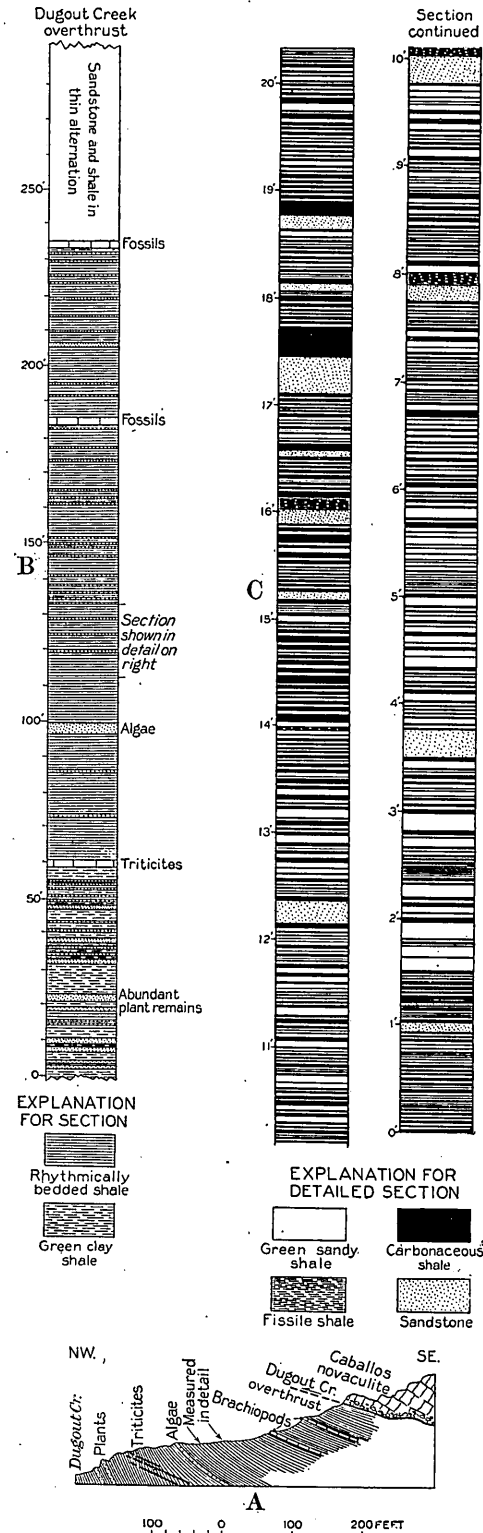 Dugout Creek
overthrust
Sandstone and shale in
thin alternation
250'
Fossils
200'
Fossils
150'
B
Section
shown in
detail on
right
100'
Algae
Triticites
50'
Abundant
plant remains
0
EXPLANATION
FOR SECTION
Rhythmically
bedded shale
Green clay
shale
20'
19'
18'
17'
16'
C
15'
14'
13'
12'
11'
Section
continued
10'
9'
8'
7'
6'
5'
4'
3'
2'
1'
0'
EXPLANATION FOR
DETAILED SECTION
Green sandy
shale
Carbonaceous
shale
Fissile shale
Sandstone
NW.
SE.
Dugout Cr.
Plants
Triticites
Algae
Measured
in detail
Brachiopods
Dugout Cr.
overthrust
Caballos
novaculite
A
100 0 100 200 FEET